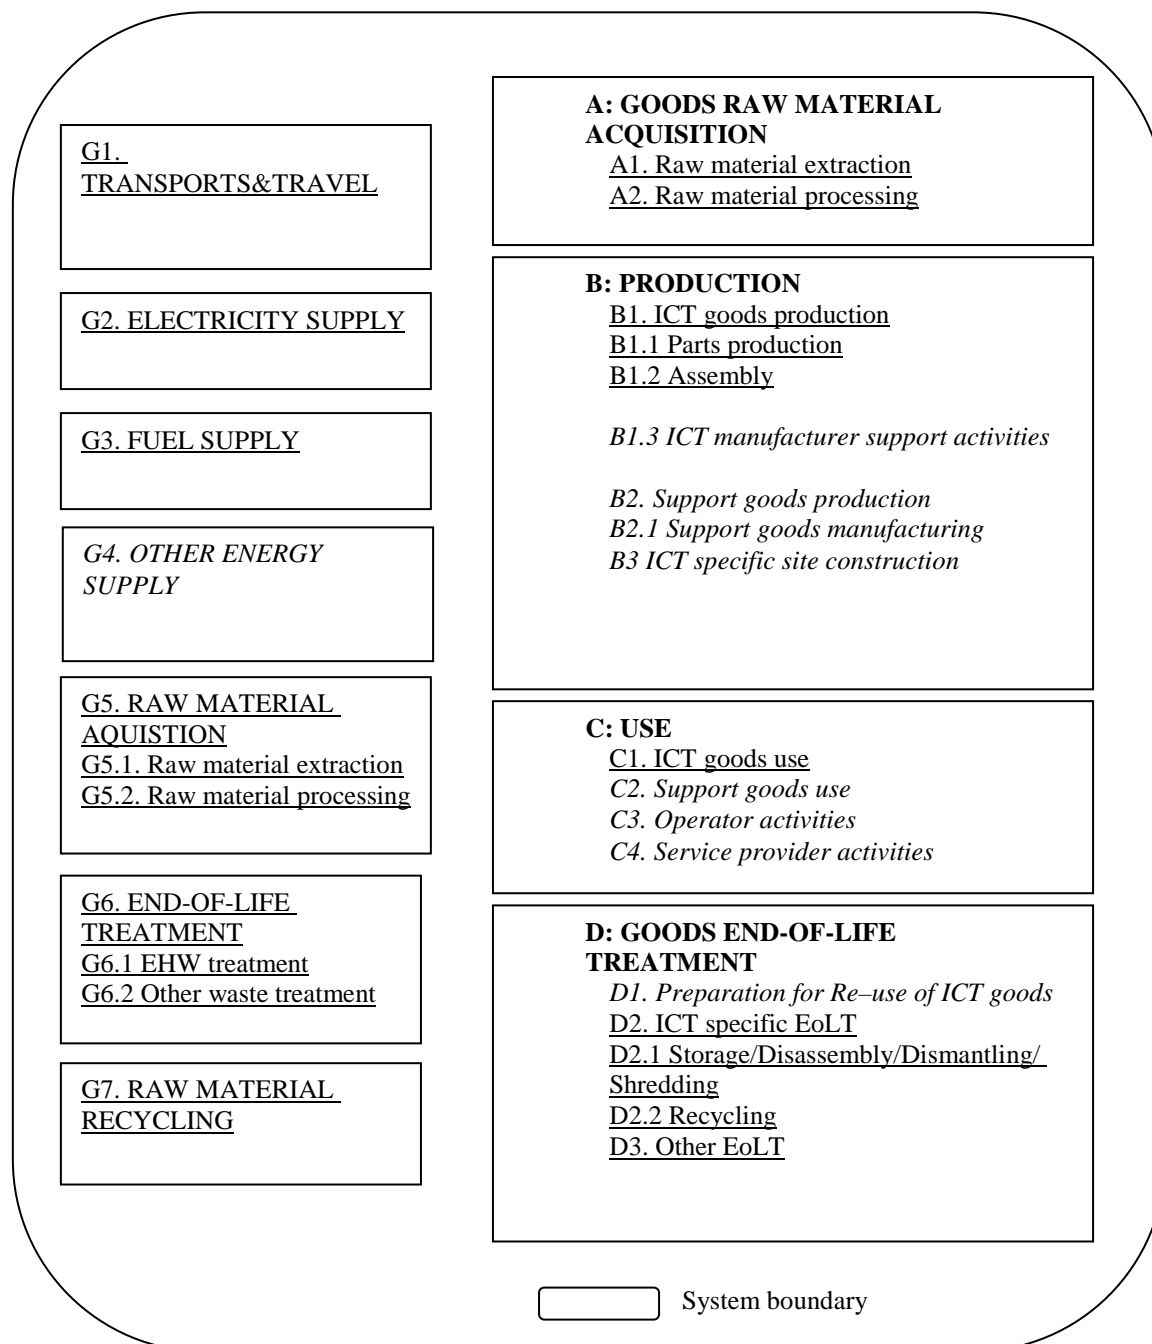 G1.
TRANSPORTS&TRAVEL
G2. ELECTRICITY SUPPLY
G3. FUEL SUPPLY
G4. OTHER ENERGY
SUPPLY
G5. RAW MATERIAL
AQUISTION
G5.1. Raw material extraction
G5.2. Raw material processing
G6. END-OF-LIFE
TREATMENT
G6.1 EHW treatment
G6.2 Other waste treatment
G7. RAW MATERIAL
RECYCLING
A: GOODS RAW MATERIAL
ACQUISITION
A1. Raw material extraction
A2. Raw material processing
B: PRODUCTION
B1. ICT goods production
B1.1 Parts production
B1.2 Assembly
B1.3 ICT manufacturer support activities
B2. Support goods production
B2.1 Support goods manufacturing
B3 ICT specific site construction
C: USE
C1. ICT goods use
C2. Support goods use
C3. Operator activities
C4. Service provider activities
D: GOODS END-OF-LIFE
TREATMENT
D1. Preparation for Re–use of ICT goods
D2. ICT specific EoLT
D2.1 Storage/Disassembly/Dismantling/
Shredding
D2.2 Recycling
D3. Other EoLT
System boundary